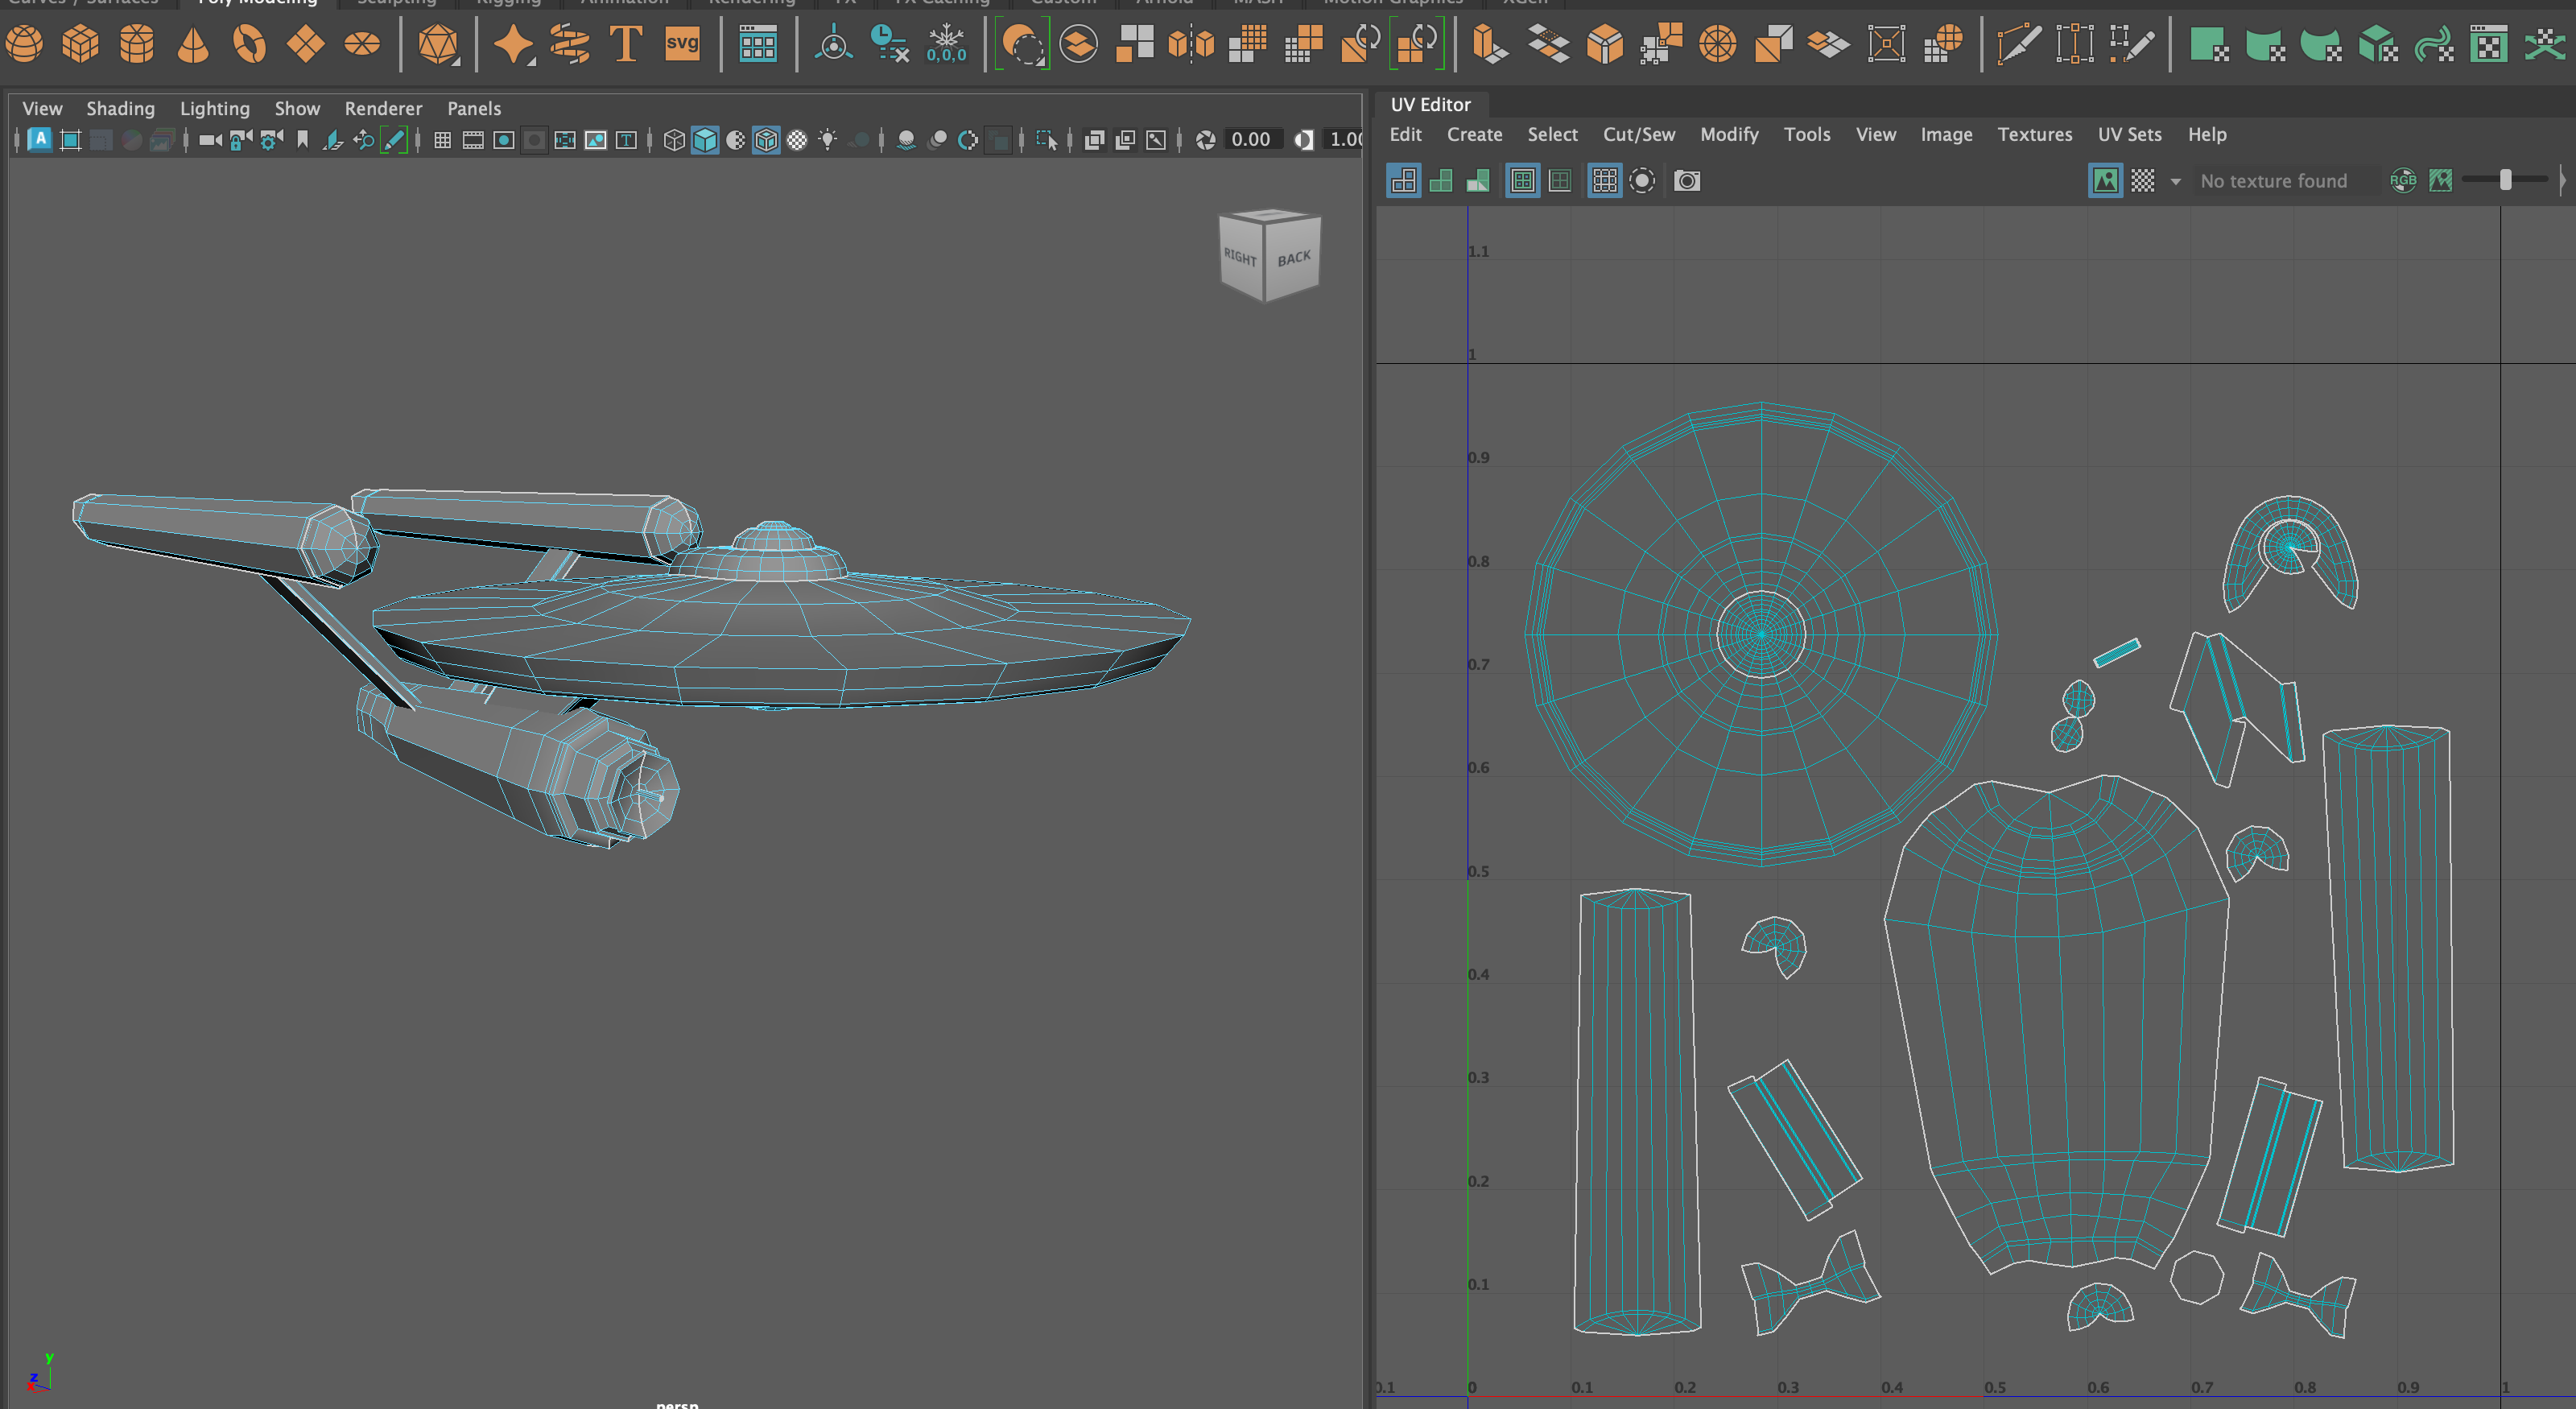 Curves / Surfaces Poly Modeling Sculpting Rigging Animation Rendering FX FX Caching Custom Arnold MASH Motion Graphics XGen
T svg 0,0,0
View Shading Lighting Show Renderer Panels
A T 0.00 1.00
RIGHT BACK
y
z
x
persp
UV Editor
Edit Create Select Cut/Sew Modify Tools View Image Textures UV Sets Help
No texture found RGB
1.1
1
0.9
0.8
0.7
0.6
0.5
0.4
0.3
0.2
0.1
0.1 0 0.1 0.2 0.3 0.4 0.5 0.6 0.7 0.8 0.9 1